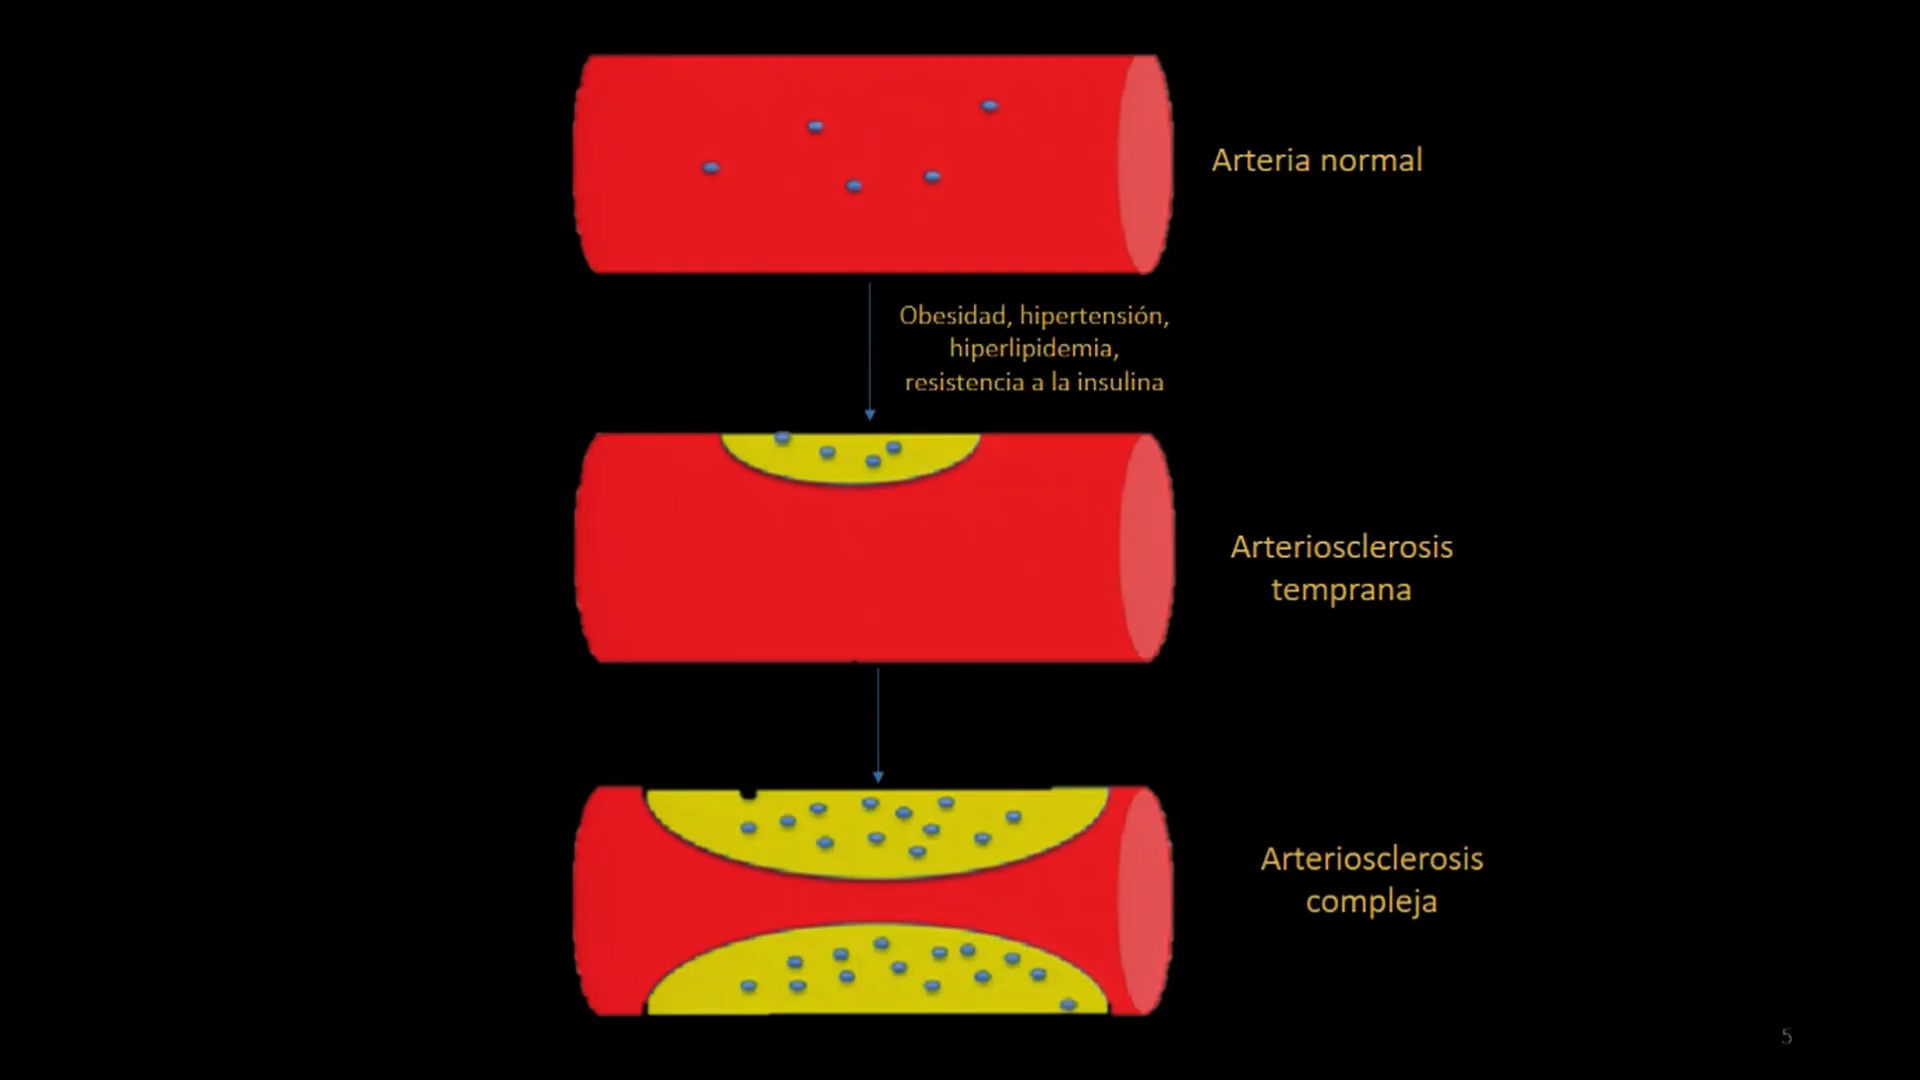 Arteria normal
Obesidad, hipertensión,
hiperlipidemia,
resistencia a la insulina
Arteriosclerosis
temprana
Arteriosclerosis
compleja
5